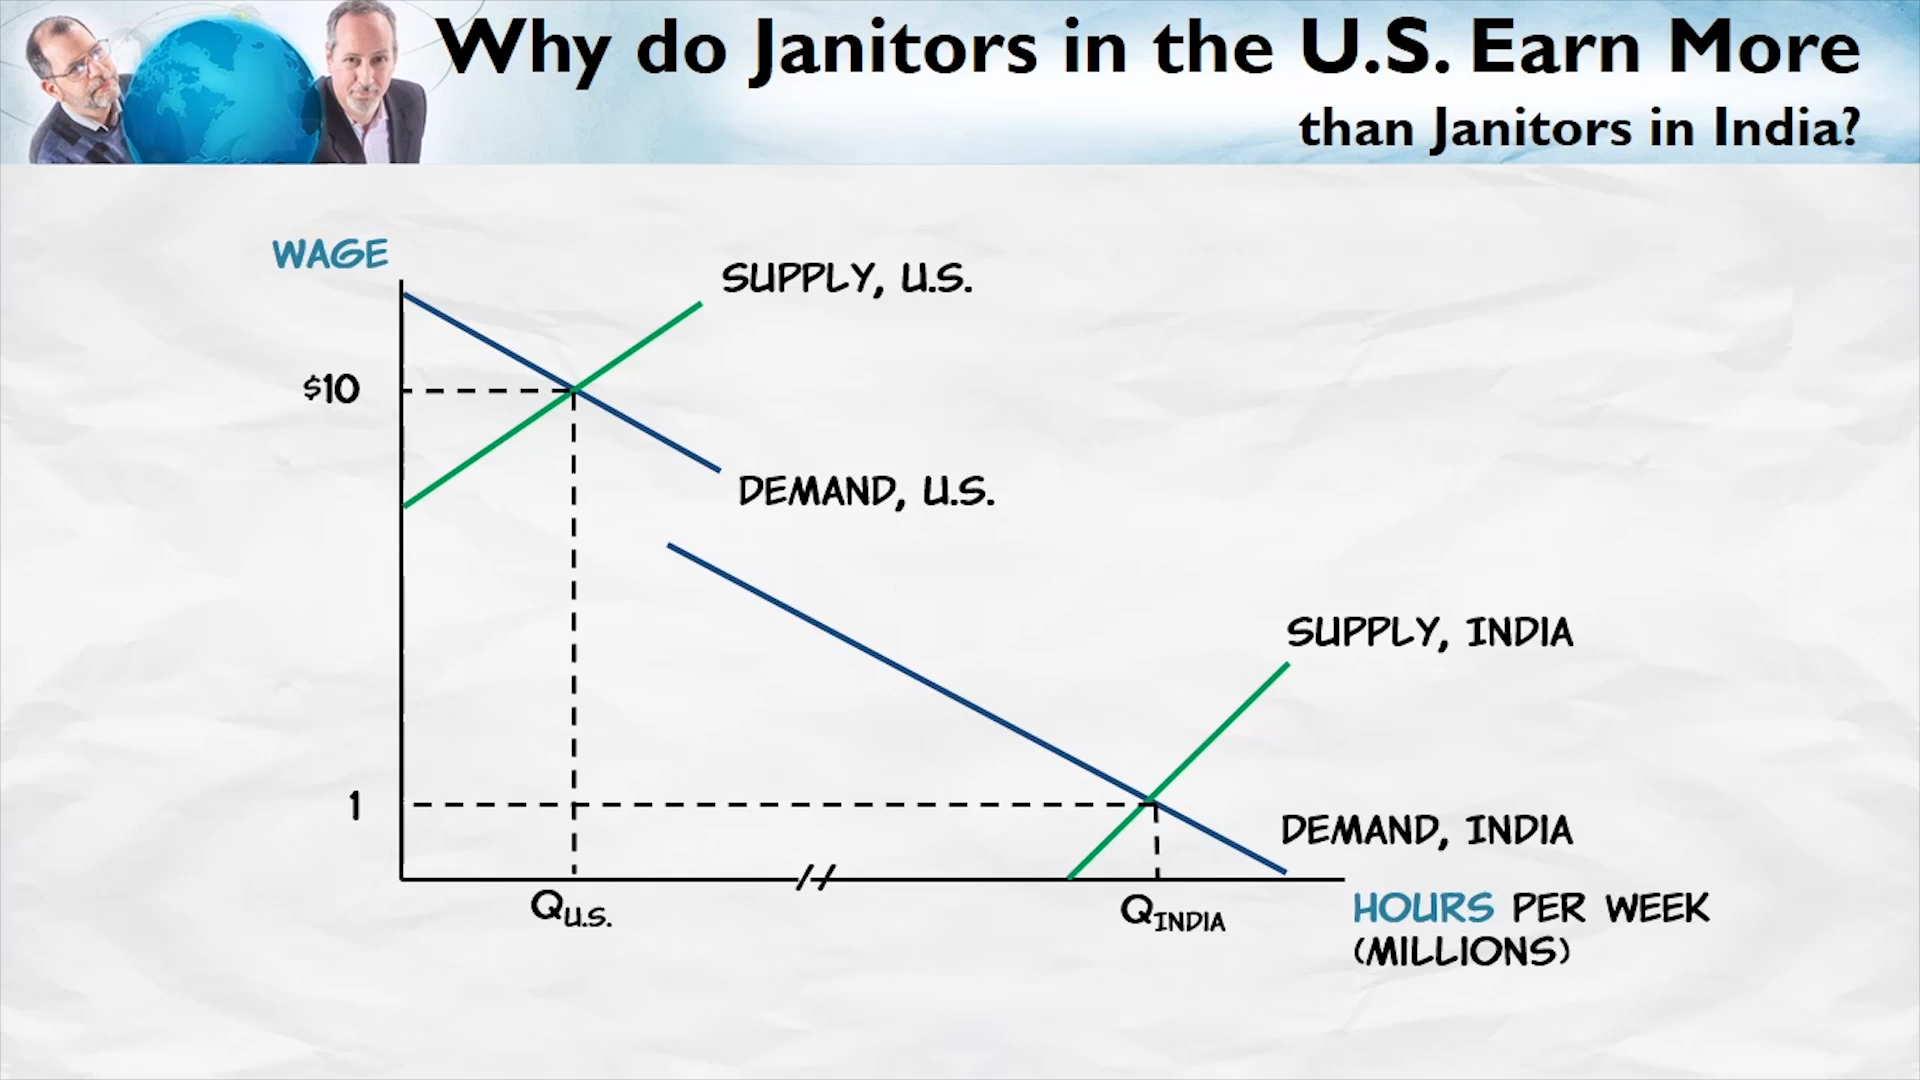 Why do Janitors in the U.S. Earn More
than Janitors in India?
WAGE
SUPPLY, U.S.
$10
DEMAND, U.S.
SUPPLY, INDIA
1
DEMAND, INDIA
QU.S.
QINDIA
HOURS PER WEEK
(MILLIONS)